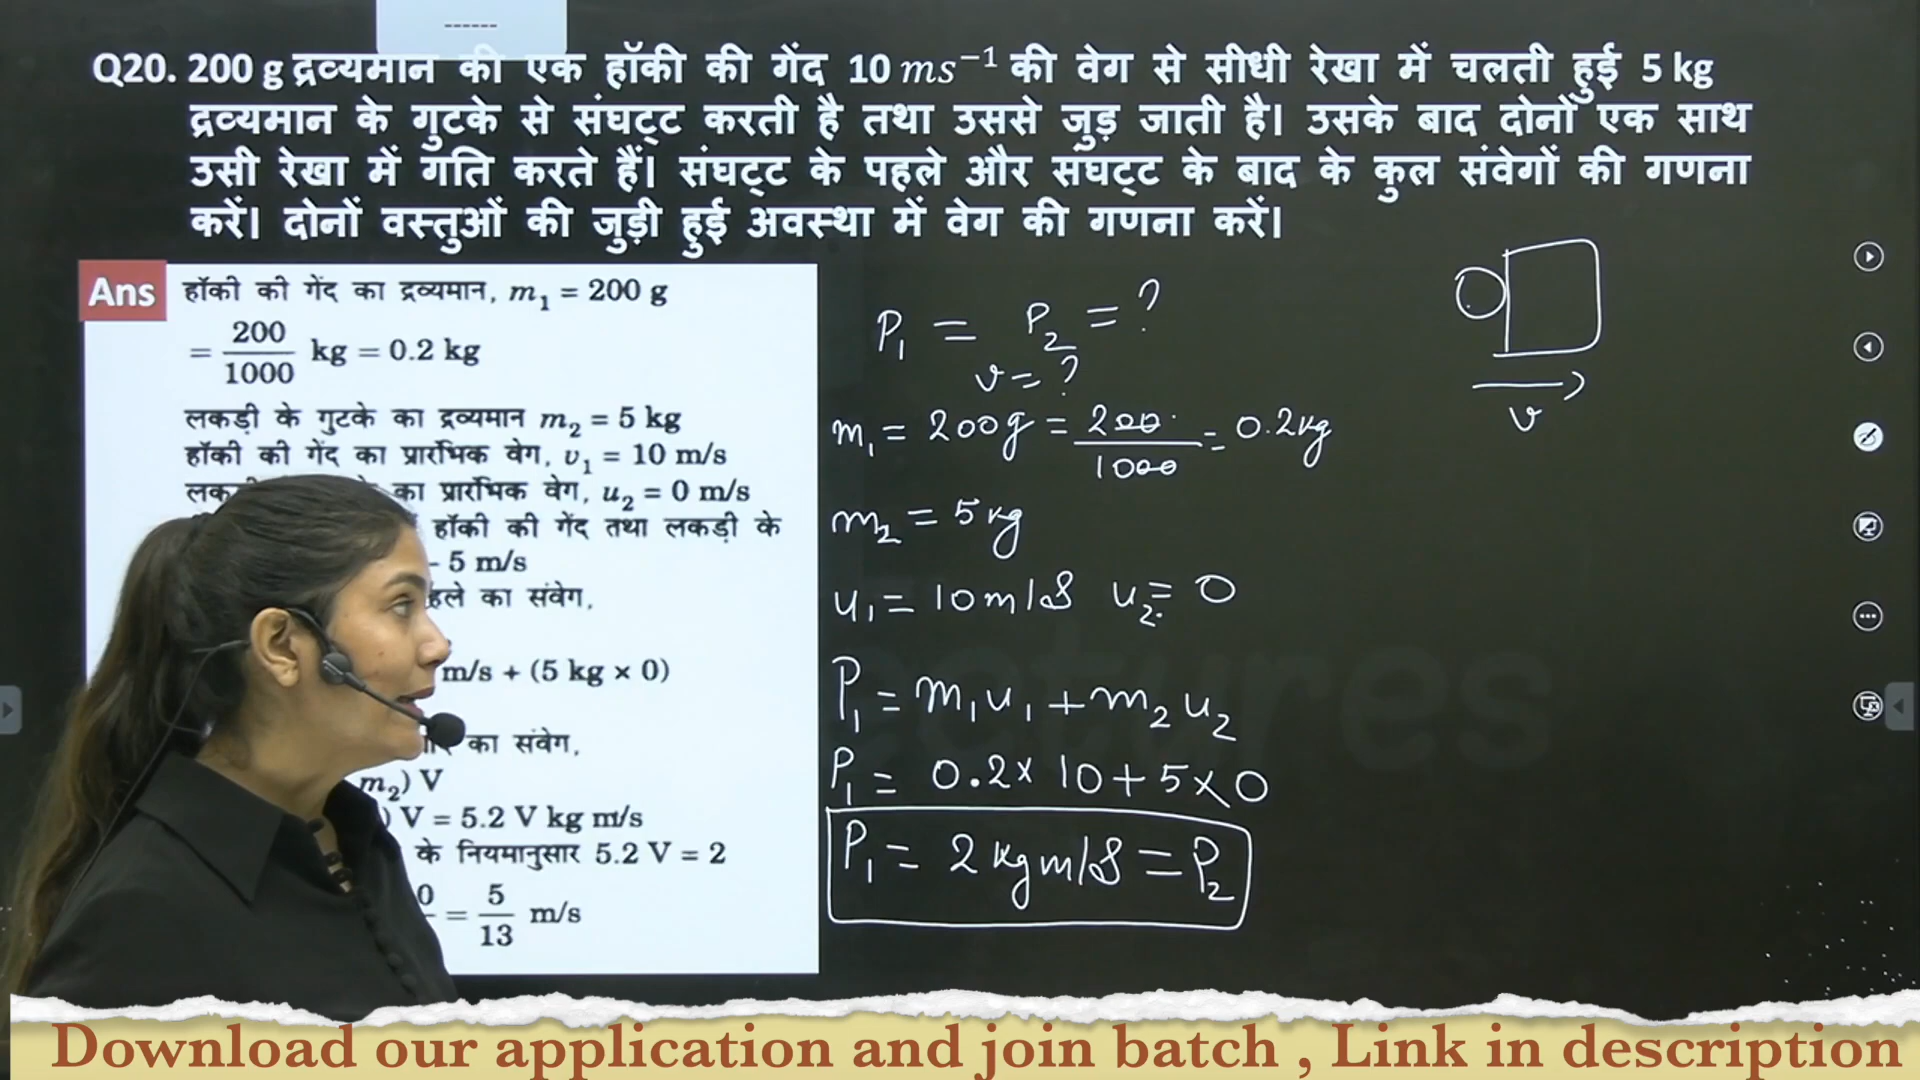 ------
Q20. 200 g द्रव्यमान की एक हॉकी की गेंद 10 ms⁻¹ की वेग से सीधी रेखा में चलती हुई 5 kg
द्रव्यमान के गुटके से संघट्ट करती है तथा उससे जुड़ जाती है। उसके बाद दोनों एक साथ
उसी रेखा में गति करते हैं। संघट्ट के पहले और संघट्ट के बाद के कुल संवेगों की गणना
करें। दोनों वस्तुओं की जुड़ी हुई अवस्था में वेग की गणना करें।
Ans हॉकी की गेंद का द्रव्यमान, m₁ = 200 g
= 200/1000 kg = 0.2 kg
लकड़ी के गुटके का द्रव्यमान m₂ = 5 kg
हॉकी की गेंद का प्रारंभिक वेग, υ₁ = 10 m/s
का प्रारंभिक वेग, u₂ = 0 m/s
हॉकी की गेंद तथा लकड़ी के
5 m/s
का संवेग,
m/s + (5 kg × 0)
का संवेग,
m₂) V
) V = 5.2 V kg m/s
के नियमानुसार 5.2 V = 2
= 5/13 m/s
P₁ = P₂ = ?
v = ?
m₁ = 200g = 200/1000 = 0.2kg
m₂ = 5kg
u₁ = 10m/s u₂ = 0
P₁ = m₁u₁ + m₂u₂
P₁ = 0.2 × 10 + 5 × 0
P₁ = 2 kgm/s = P₂
v
Download our application and join batch , Link in description